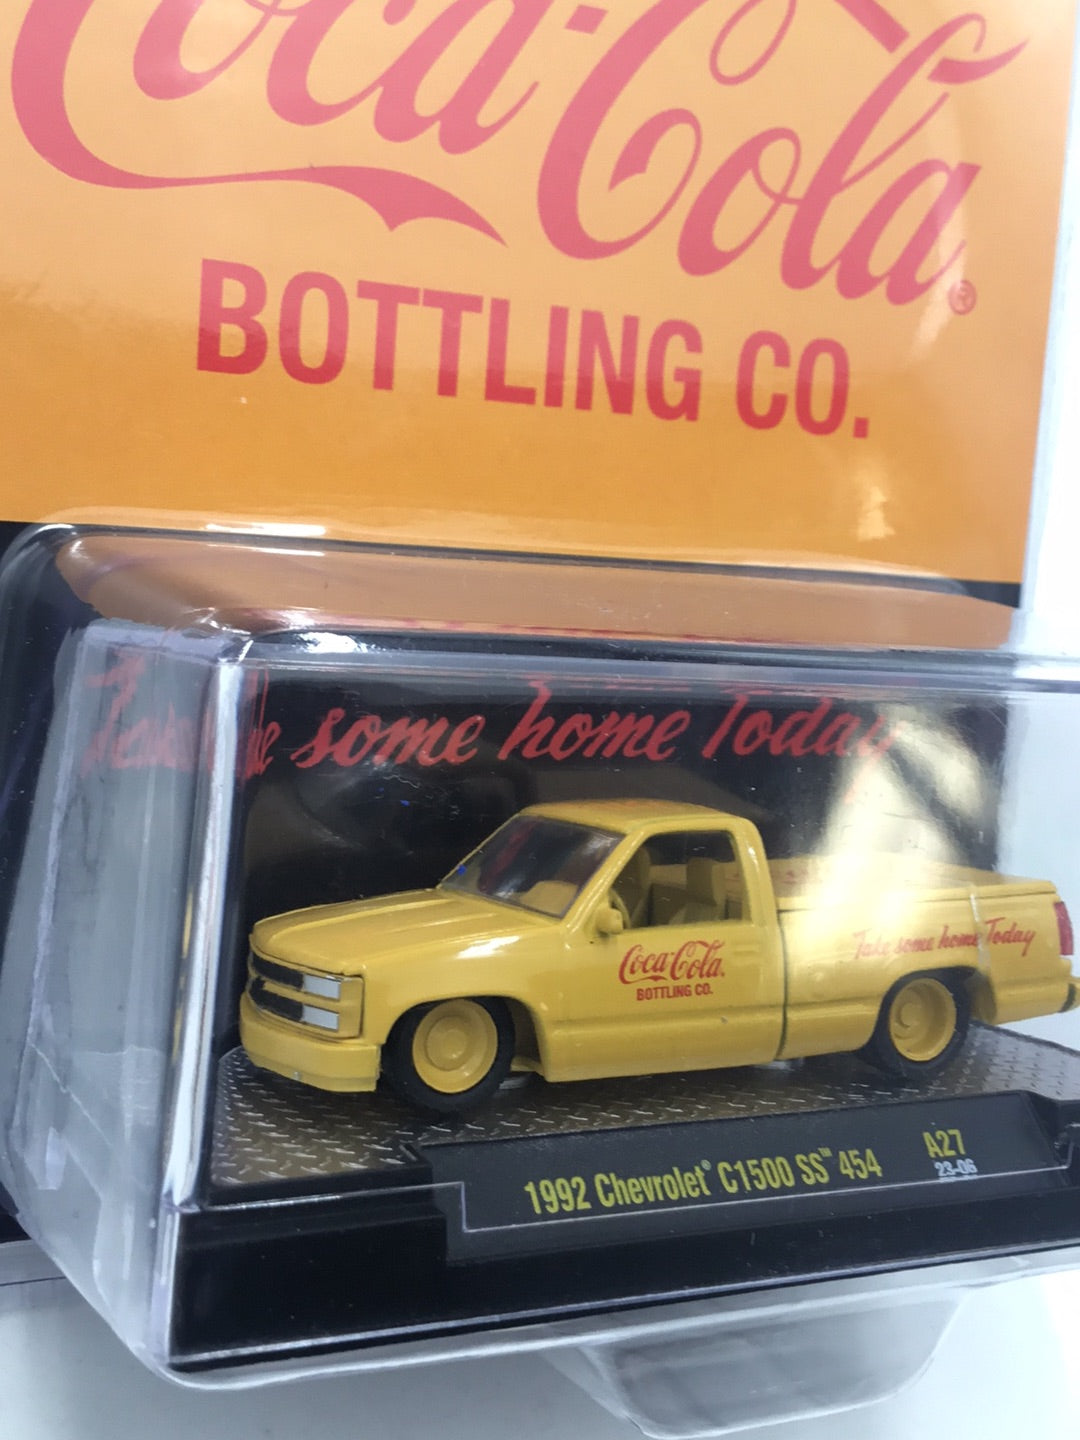 Coca-Cola®
BOTTLING CO.
some home Today
Coca-Cola.
BOTTLING CO.
Take some home Today
1992 Chevrolet® C1500 SS™ 454
A27
23-06